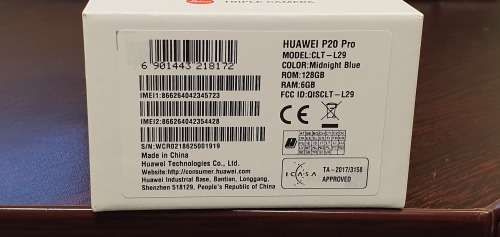 TRIPLE CAMERA
6 901443 218172
IMEI1:866264042345723
IMEI2:866264042354428
S/N:WCR0218625001919
Made in China
Huawei Technologies Co., Ltd.
Website:http://consumer.huawei.com
Huawei Industrial Base, Bantian, Longgang,
Shenzhen 518129, People's Republic of China
HUAWEI P20 Pro
MODEL:CLT-L29
COLOR:Midnight Blue
ROM:128GB
RAM:6GB
FCC ID:QISCLT-L29
CE
ICASA
TA-2017/3158
APPROVED